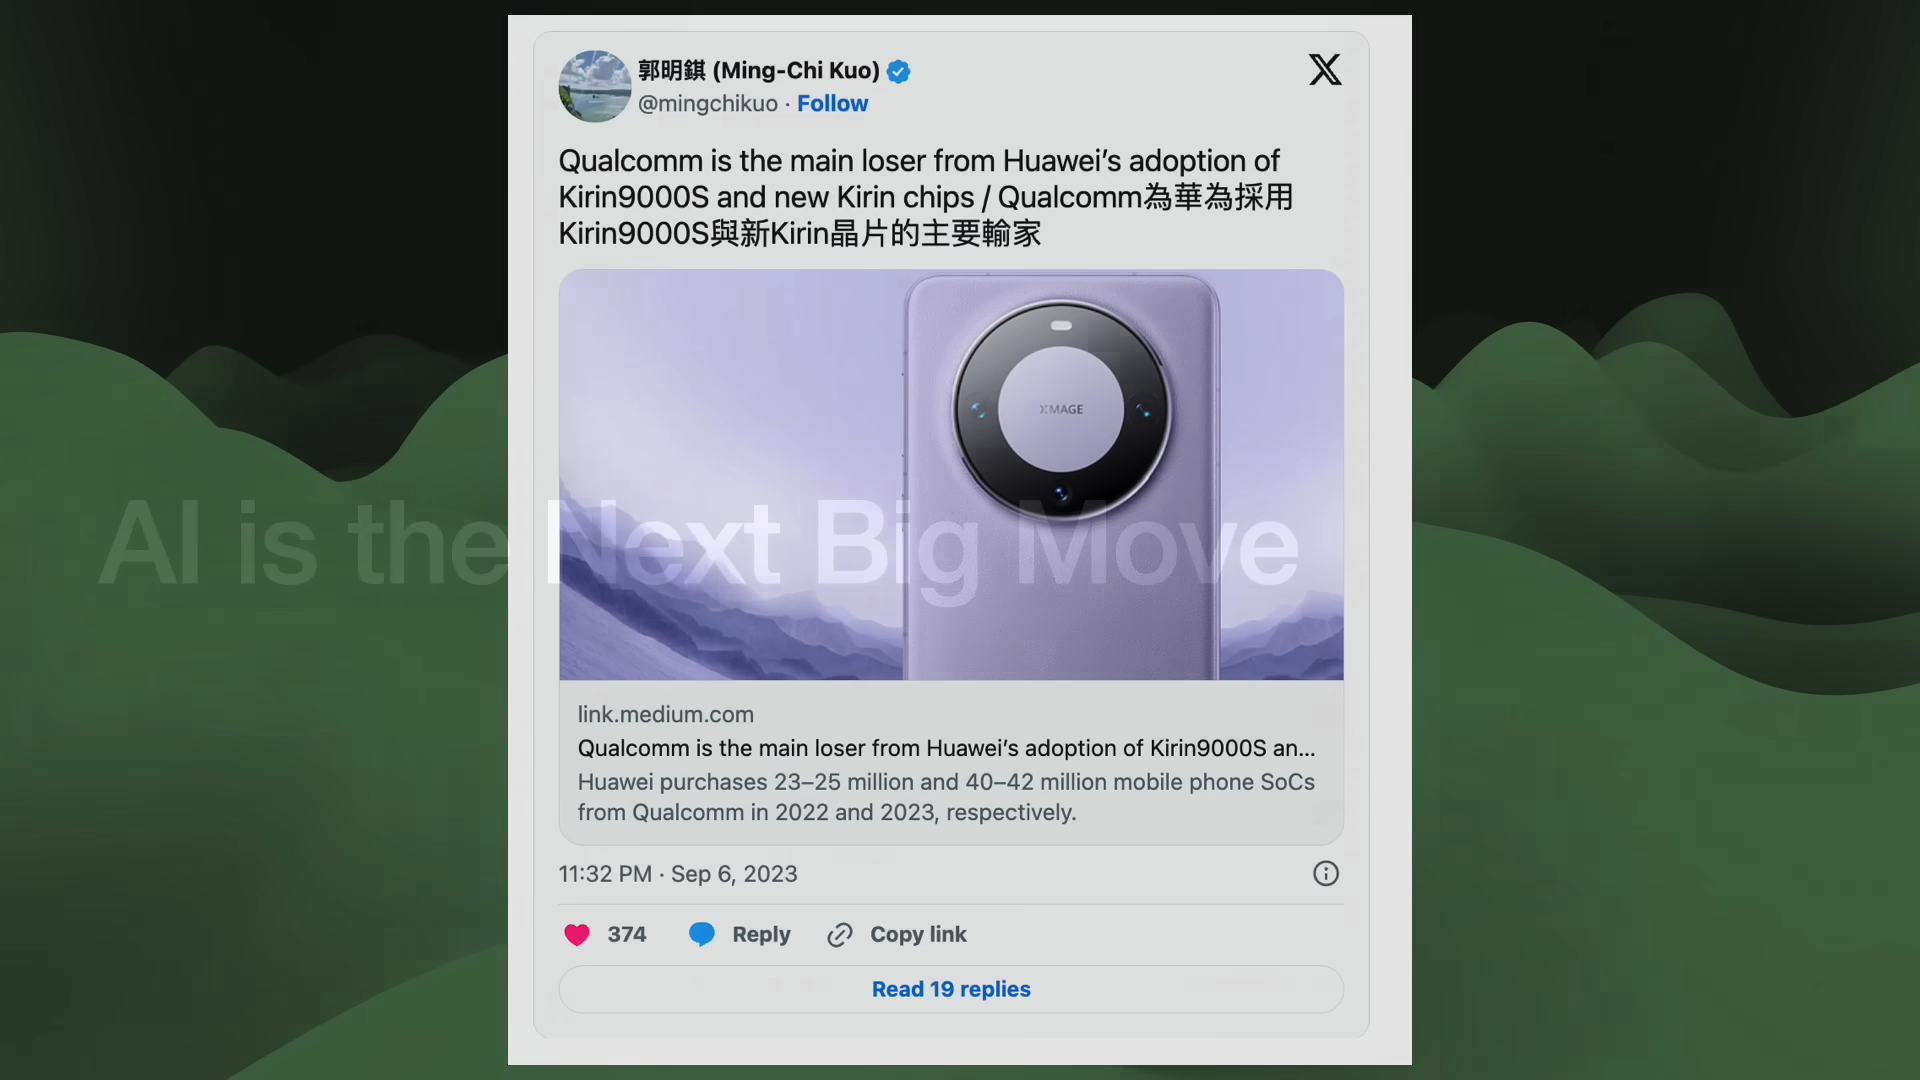 郭明錤 (Ming-Chi Kuo)
@mingchikuo · Follow
Qualcomm is the main loser from Huawei’s adoption of
Kirin9000S and new Kirin chips / Qualcomm為華為採用
Kirin9000S與新Kirin晶片的主要輸家
XMAGE
AI is the Next Big Move
link.medium.com
Qualcomm is the main loser from Huawei’s adoption of Kirin9000S an...
Huawei purchases 23–25 million and 40–42 million mobile phone SoCs
from Qualcomm in 2022 and 2023, respectively.
11:32 PM · Sep 6, 2023
374 Reply Copy link
Read 19 replies